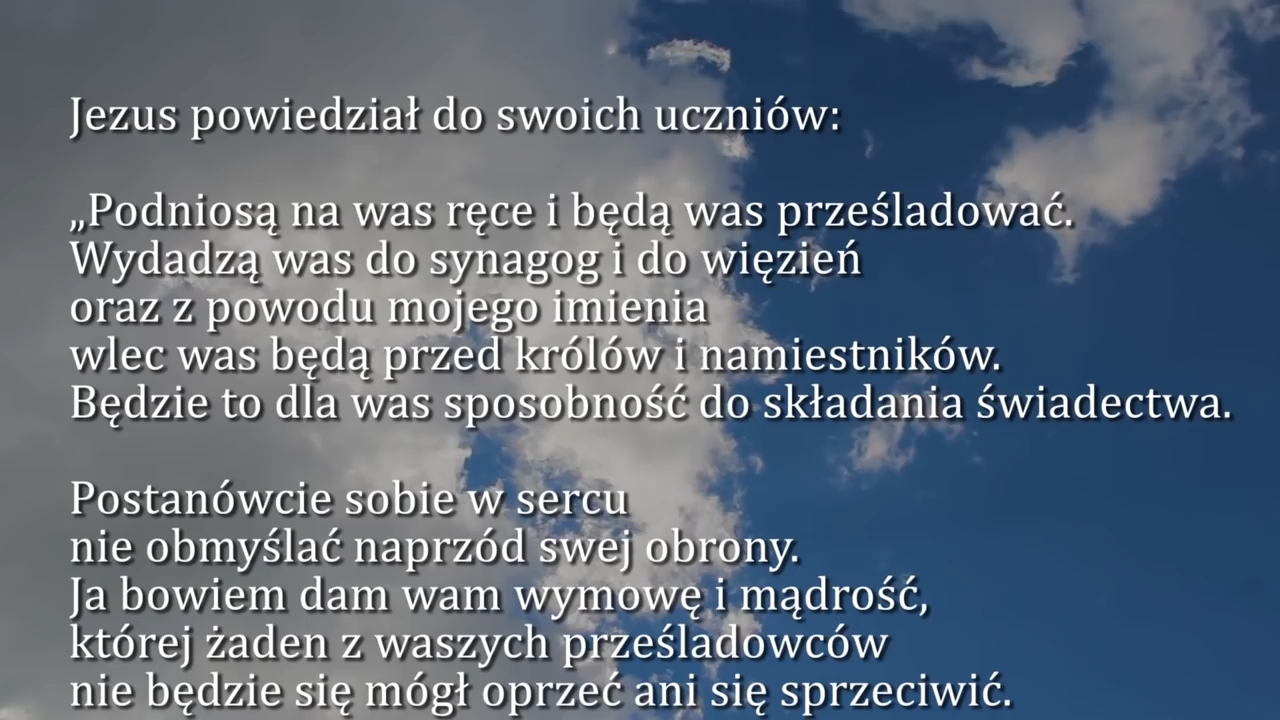 Jezus powiedział do swoich uczniów:
„Podniosą na was ręce i będą was prześladować.
Wydadzą was do synagog i do więzień
oraz z powodu mojego imienia
wlec was będą przed królów i namiestników.
Będzie to dla was sposobność do składania świadectwa.
Postanówcie sobie w sercu
nie obmyślać naprzód swej obrony.
Ja bowiem dam wam wymowę i mądrość,
której żaden z waszych prześladowców
nie będzie się mógł oprzeć ani się sprzeciwić.